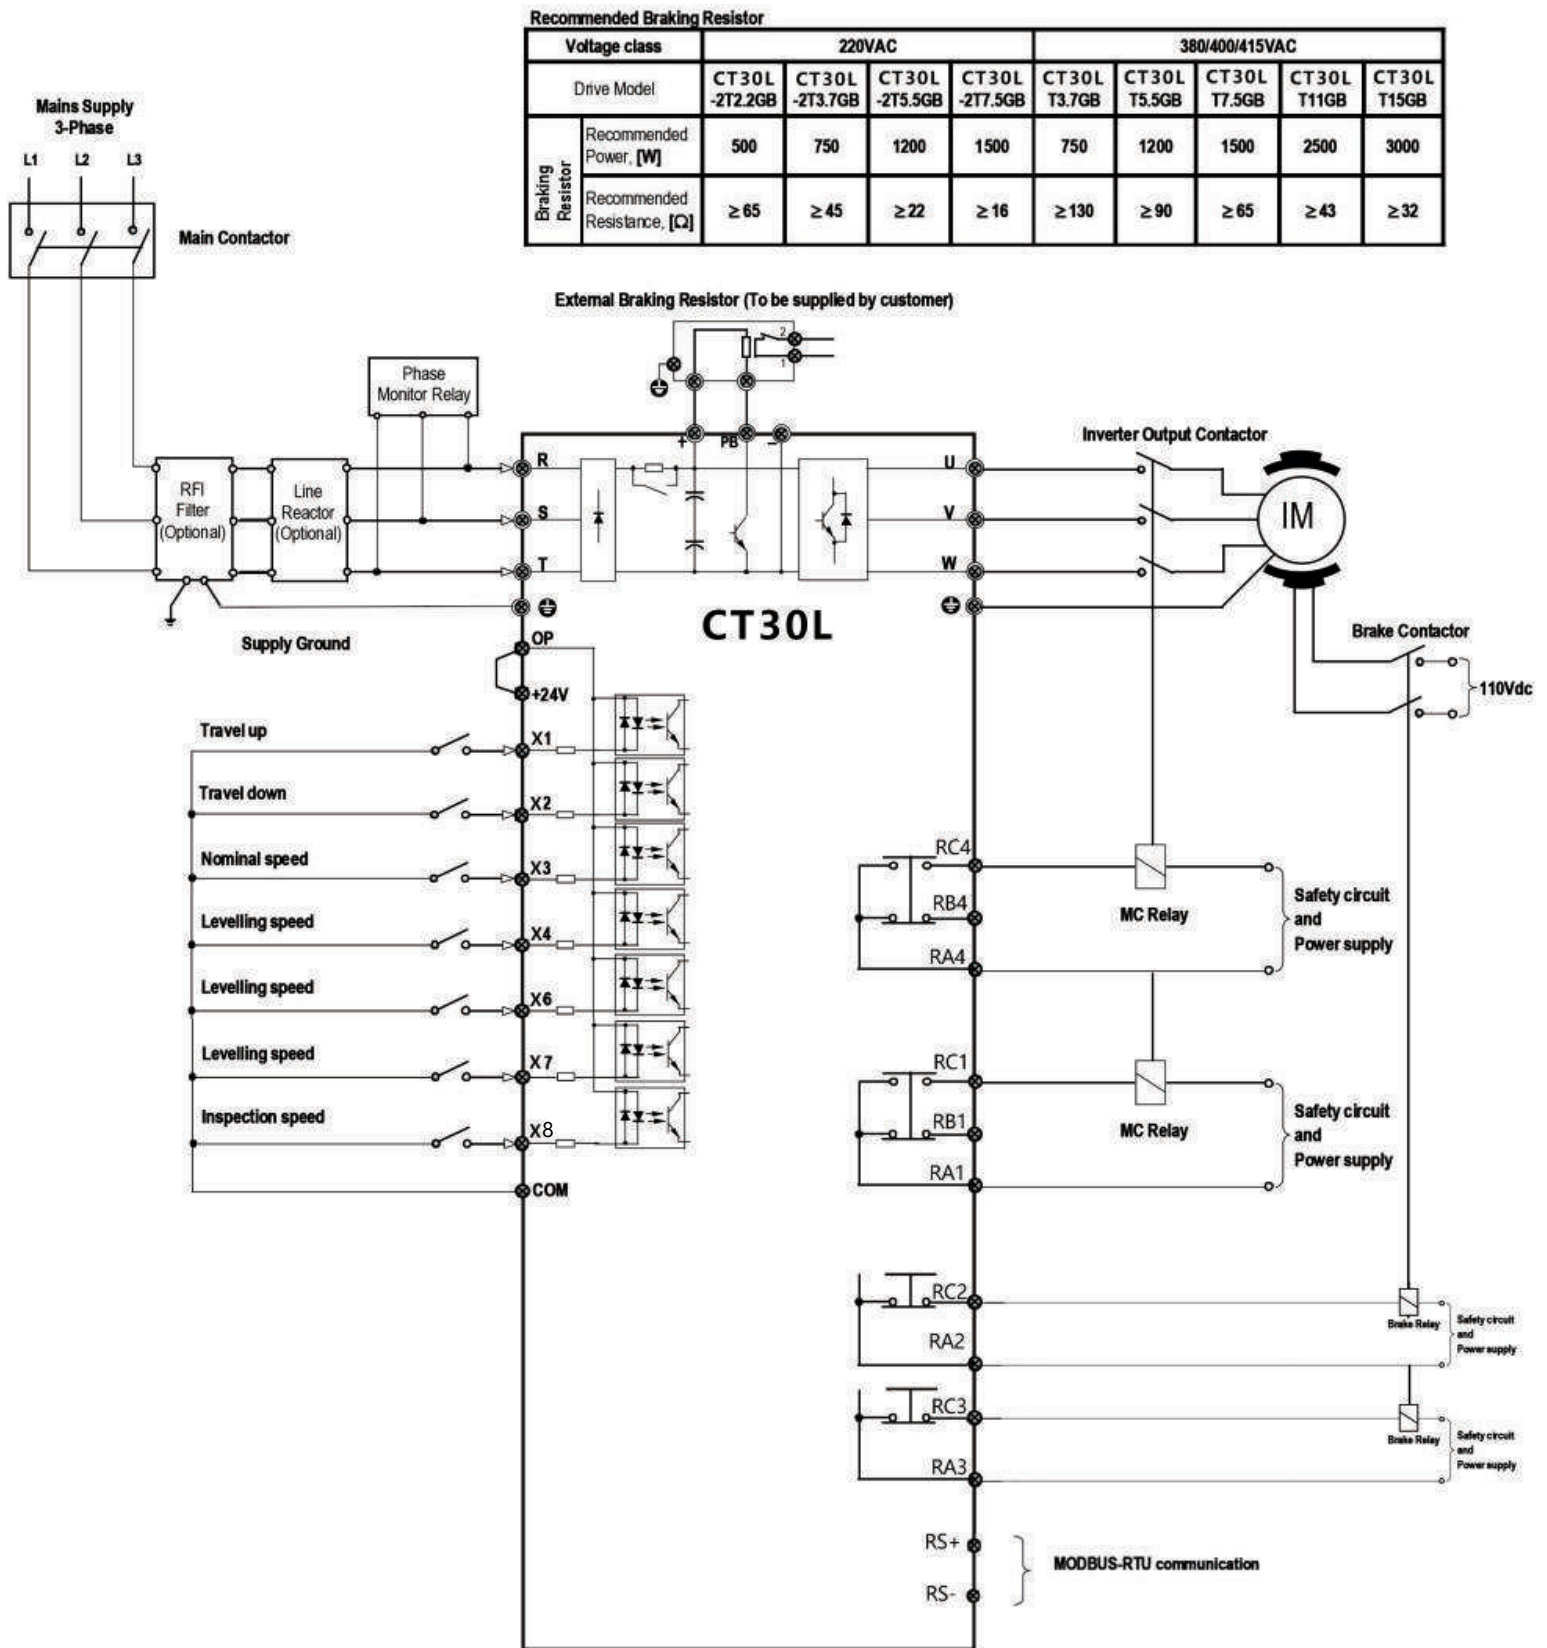 Recommended Braking Resistor
Voltage class 220VAC 380/400/415VAC
Drive Model CT30L -2T2.2GB CT30L -2T3.7GB CT30L -2T5.5GB CT30L -2T7.5GB CT30L T3.7GB CT30L T5.5GB CT30L T7.5GB CT30L T11GB CT30L T15GB
Braking Resistor
Recommended Power, [W] 500 750 1200 1500 750 1200 1500 2500 3000
Recommended Resistance, [Ω] ≥65 ≥45 ≥22 ≥16 ≥130 ≥90 ≥65 ≥43 ≥32
Mains Supply
3-Phase
L1 L2 L3
Main Contactor
External Braking Resistor (To be supplied by customer)
2
1
Phase
Monitor Relay
+ PB −
RFI
Filter
(Optional)
Line
Reactor
(Optional)
R
S
T
U
V
W
Inverter Output Contactor
IM
CT30L
Supply Ground
Brake Contactor
110Vdc
OP
+24V
Travel up
X1
Travel down
X2
Nominal speed
X3
Levelling speed
X4
Levelling speed
X6
Levelling speed
X7
Inspection speed
X8
COM
RC4
RB4
RA4
MC Relay
Safety circuit
and
Power supply
RC1
RB1
RA1
MC Relay
Safety circuit
and
Power supply
RC2
RA2
Brake Relay
Safety circuit
and
Power supply
RC3
RA3
Brake Relay
Safety circuit
and
Power supply
RS+
RS-
MODBUS-RTU communication